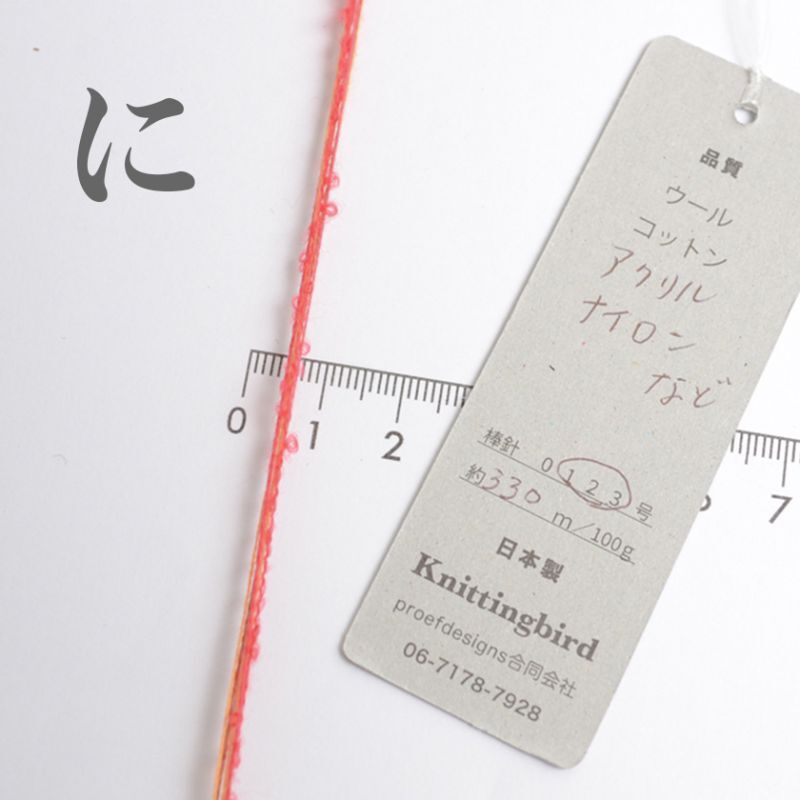 に
品質
ウール
コットン
アクリル
ナイロン
など
棒針 0 1 2 3 号
約330 m/100g
日本製
Knittingbird
proefdesigns合同会社
06-7178-7928
0 1 2 7